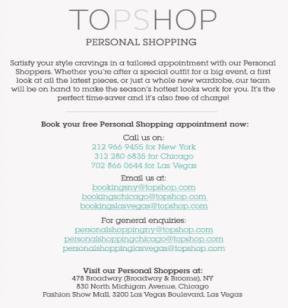 TOPSHOP
PERSONAL SHOPPING
Satisfy your style cravings in a tailored appointment with our Personal
Shoppers. Whether you're after a special outfit for a big event, a first
look at all the latest pieces, or just a whole new wardrobe, our team
will be on hand to make the season's hottest looks work for you. It's the
perfect time-saver and it's also free of charge!
Book your free Personal Shopping appointment now:
Call us on:
212 966 9455 for New York
312 280 6835 for Chicago
702 866 0644 for Las Vegas
Email us at:
bookingsny@topshop.com
bookingschicago@topshop.com
bookingslasvegas@topshop.com
For general enquiries:
personalshoppingny@topshop.com
personalshoppingchicago@topshop.com
personalshoppinglasvegas@topshop.com
Visit our Personal Shoppers at:
478 Broadway (Broadway & Broome), NY
830 North Michigan Avenue, Chicago
Fashion Show Mall, 3200 Las Vegas Boulevard, Las Vegas